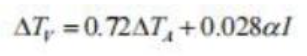 ΔT_V = 0.72ΔT_A + 0.028αI